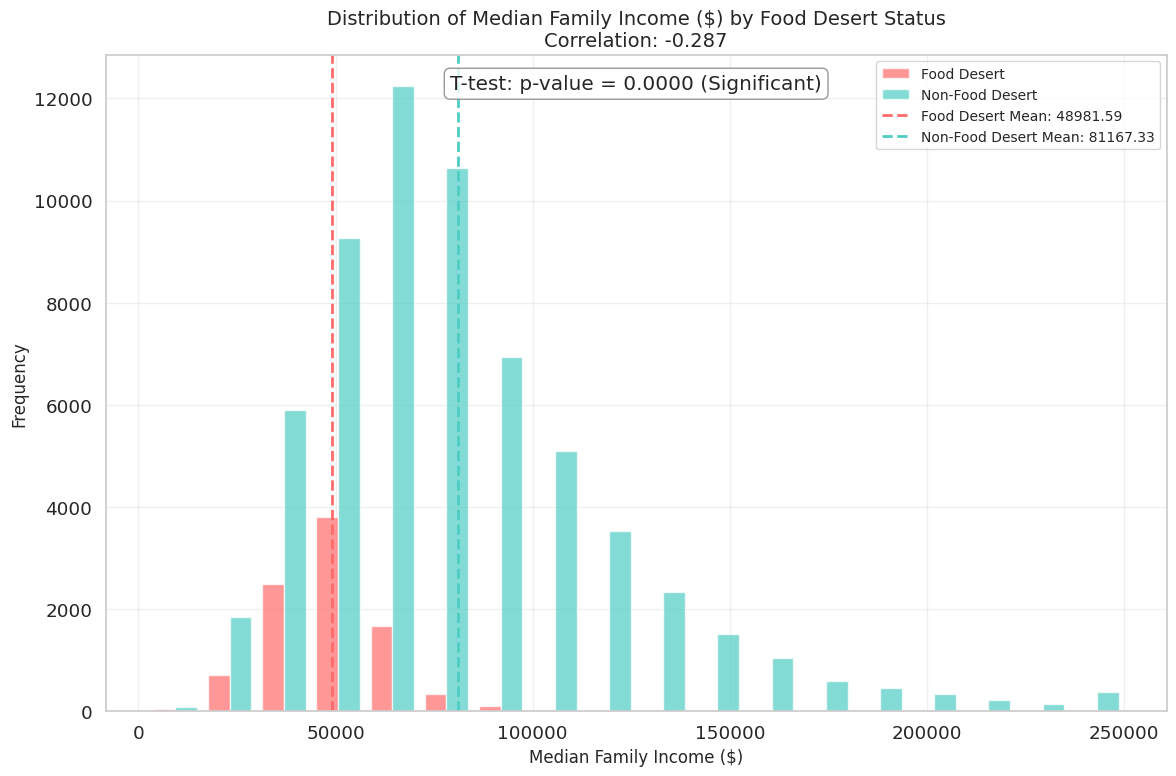 Distribution of Median Family Income ($) by Food Desert Status
Correlation: -0.287
T-test: p-value = 0.0000 (Significant)
Food Desert
Non-Food Desert
Food Desert Mean: 48981.59
Non-Food Desert Mean: 81167.33
Frequency
12000
10000
8000
6000
4000
2000
0
0 50000 100000 150000 200000 250000
Median Family Income ($)